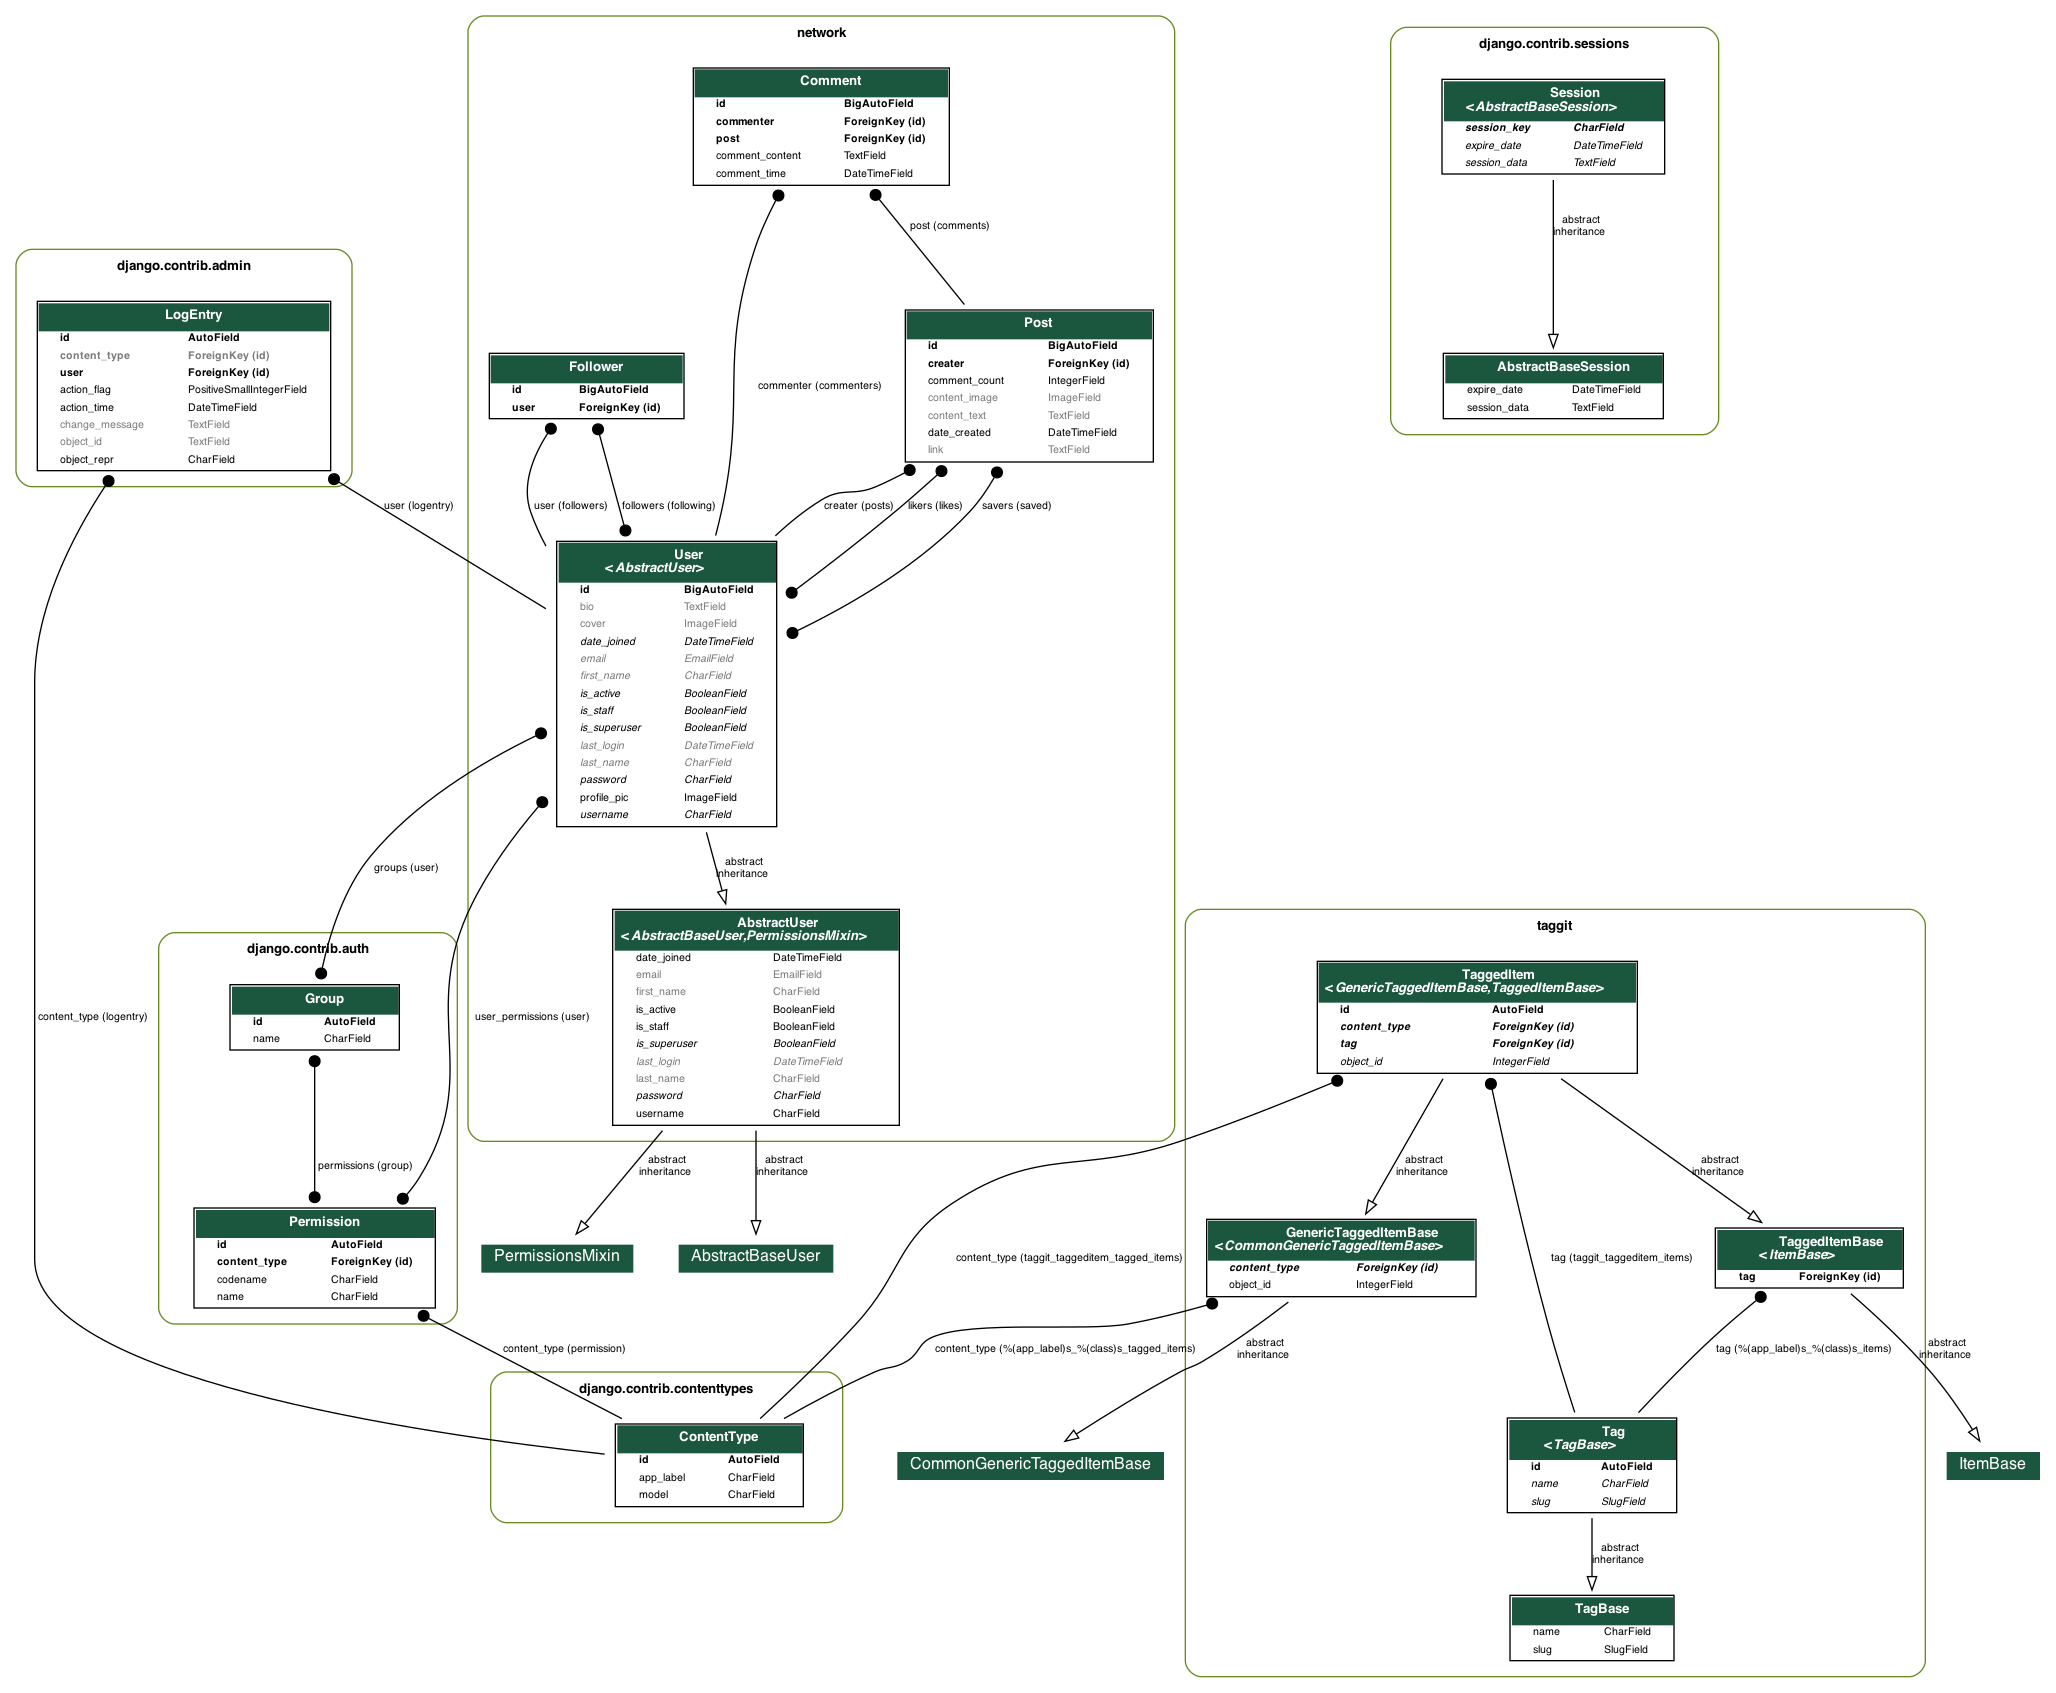 network
Comment
id BigAutoField
commenter ForeignKey (id)
post ForeignKey (id)
comment_content TextField
comment_time DateTimeField
post (comments)
commenter (commenters)
Post
id BigAutoField
creater ForeignKey (id)
comment_count IntegerField
content_image ImageField
content_text TextField
date_created DateTimeField
link TextField
Follower
id BigAutoField
user ForeignKey (id)
user (followers)
followers (following)
creater (posts)
likers (likes)
savers (saved)
User
<AbstractUser>
id BigAutoField
bio TextField
cover ImageField
date_joined DateTimeField
email EmailField
first_name CharField
is_active BooleanField
is_staff BooleanField
is_superuser BooleanField
last_login DateTimeField
last_name CharField
password CharField
profile_pic ImageField
username CharField
abstract
inheritance
AbstractUser
<AbstractBaseUser,PermissionsMixin>
date_joined DateTimeField
email EmailField
first_name CharField
is_active BooleanField
is_staff BooleanField
is_superuser BooleanField
last_login DateTimeField
last_name CharField
password CharField
username CharField
abstract
inheritance
abstract
inheritance
PermissionsMixin
AbstractBaseUser
django.contrib.sessions
Session
<AbstractBaseSession>
session_key CharField
expire_date DateTimeField
session_data TextField
abstract
inheritance
AbstractBaseSession
expire_date DateTimeField
session_data TextField
django.contrib.admin
LogEntry
id AutoField
content_type ForeignKey (id)
user ForeignKey (id)
action_flag PositiveSmallIntegerField
action_time DateTimeField
change_message TextField
object_id TextField
object_repr CharField
user (logentry)
content_type (logentry)
groups (user)
user_permissions (user)
django.contrib.auth
Group
id AutoField
name CharField
permissions (group)
Permission
id AutoField
content_type ForeignKey (id)
codename CharField
name CharField
content_type (permission)
django.contrib.contenttypes
ContentType
id AutoField
app_label CharField
model CharField
content_type (taggit_taggeditem_tagged_items)
content_type (%(app_label)s_%(class)s_tagged_items)
taggit
TaggedItem
<GenericTaggedItemBase,TaggedItemBase>
id AutoField
content_type ForeignKey (id)
tag ForeignKey (id)
object_id IntegerField
abstract
inheritance
abstract
inheritance
GenericTaggedItemBase
<CommonGenericTaggedItemBase>
content_type ForeignKey (id)
object_id IntegerField
tag (taggit_taggeditem_items)
TaggedItemBase
<ItemBase>
tag ForeignKey (id)
abstract
inheritance
tag (%(app_label)s_%(class)s_items)
abstract
inheritance
CommonGenericTaggedItemBase
ItemBase
Tag
<TagBase>
id AutoField
name CharField
slug SlugField
abstract
inheritance
TagBase
name CharField
slug SlugField